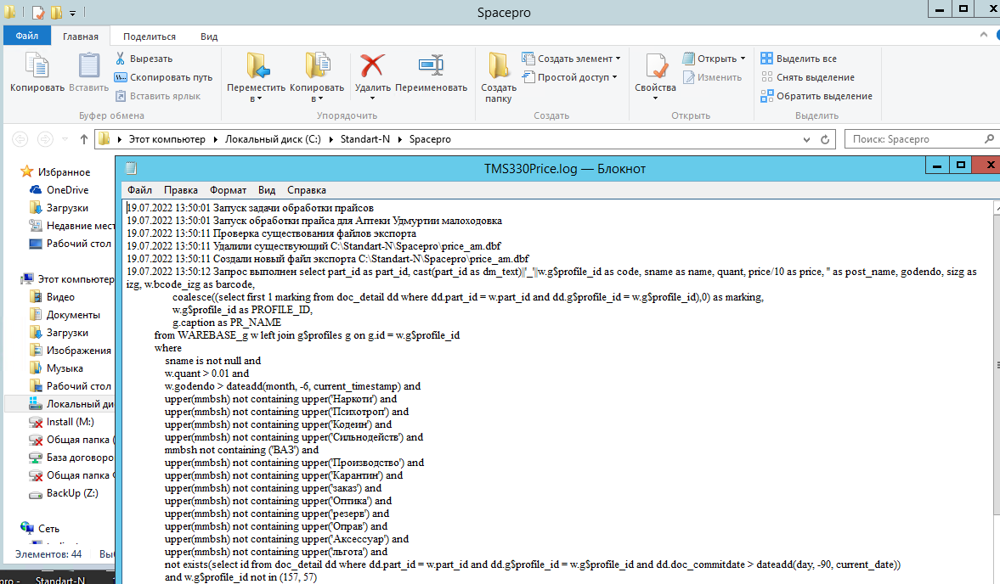 Spacepro
Файл
Главная
Поделиться
Вид
Копировать
Вставить
Вырезать
Скопировать путь
Вставить ярлык
Буфер обмена
Переместить в
Копировать в
Удалить
Переименовать
Упорядочить
Создать папку
Создать элемент
Простой доступ
Создать
Свойства
Открыть
Изменить
Открыть
Выделить все
Снять выделение
Обратить выделение
Выделить
Этот компьютер
Локальный диск (C:)
Standart-N
Spacepro
Поиск: Spacepro
Избранное
OneDrive
Загрузки
Недавние мест
Рабочий стол
Этот компьютер
Видео
Документы
Загрузки
Изображения
Музыка
Рабочий стол
Локальный ди
Install (M:)
Общая папка (
База договоро
Общая папка
BackUp (Z:)
Сеть
Элементов: 44
Выб
pro -
Standart-N
TMS330Price.log — Блокнот
Файл Правка Формат Вид Справка
19.07.2022 13:50:01 Запуск задачи обработки прайсов
19.07.2022 13:50:01 Запуск обработки прайса для Аптеки Удмуртии малоходовка
19.07.2022 13:50:11 Проверка существования файлов экспорта
19.07.2022 13:50:11 Удалили существующий C:\Standart-N\Spacepro\price_am.dbf
19.07.2022 13:50:11 Создали новый файл экспорта C:\Standart-N\Spacepro\price_am.dbf
19.07.2022 13:50:12 Запрос выполнен select part_id as part_id, cast(part_id as dm_text)||'_'||w.g$profile_id as code, sname as name, quant, price/10 as price, '' as post_name, godendo, sizg as
izg, w.bcode_izg as barcode,
coalesce((select first 1 marking from doc_detail dd where dd.part_id = w.part_id and dd.g$profile_id = w.g$profile_id),0) as marking,
w.g$profile_id as PROFILE_ID,
g.caption as PR_NAME
from WAREBASE_g w left join g$profiles g on g.id = w.g$profile_id
where
sname is not null and
w.quant > 0.01 and
w.godendo > dateadd(month, -6, current_timestamp) and
upper(mmbsh) not containing upper('Наркоти') and
upper(mmbsh) not containing upper('Психотроп') and
upper(mmbsh) not containing upper('Кодеин') and
upper(mmbsh) not containing upper('Сильнодейств') and
mmbsh not containing ('ВАЗ') and
upper(mmbsh) not containing upper('Производство') and
upper(mmbsh) not containing upper('Карантин') and
upper(mmbsh) not containing upper('заказ') and
upper(mmbsh) not containing upper('Оптика') and
upper(mmbsh) not containing upper('резерв') and
upper(mmbsh) not containing upper('Оправ') and
upper(mmbsh) not containing upper('Аксессуар') and
upper(mmbsh) not containing upper('льгота') and
not exists(select id from doc_detail dd where dd.part_id = w.part_id and dd.g$profile_id = w.g$profile_id and dd.doc_commitdate > dateadd(day, -90, current_date))
and w.g$profile_id not in (157, 57)